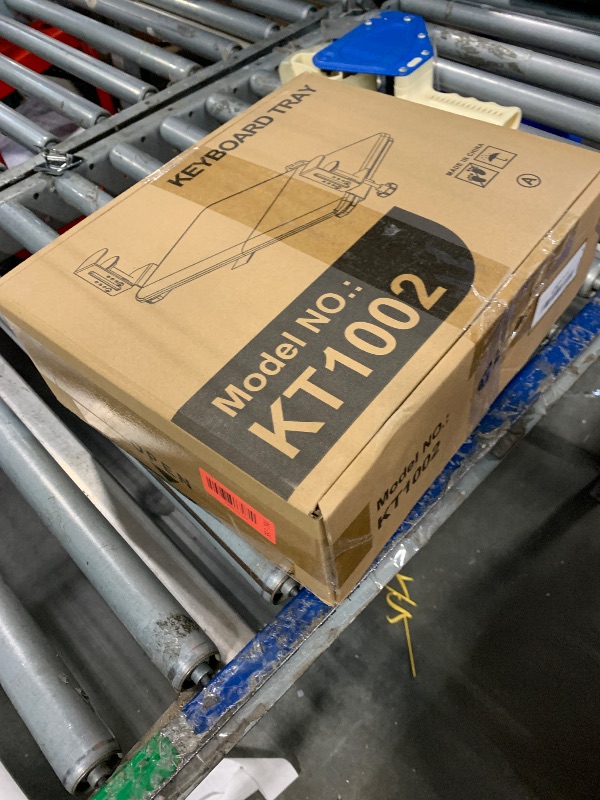 KEYBOARD TRAY
MADE IN CHINA
A
Model NO.:
KT1002
Model NO.:
KT1002